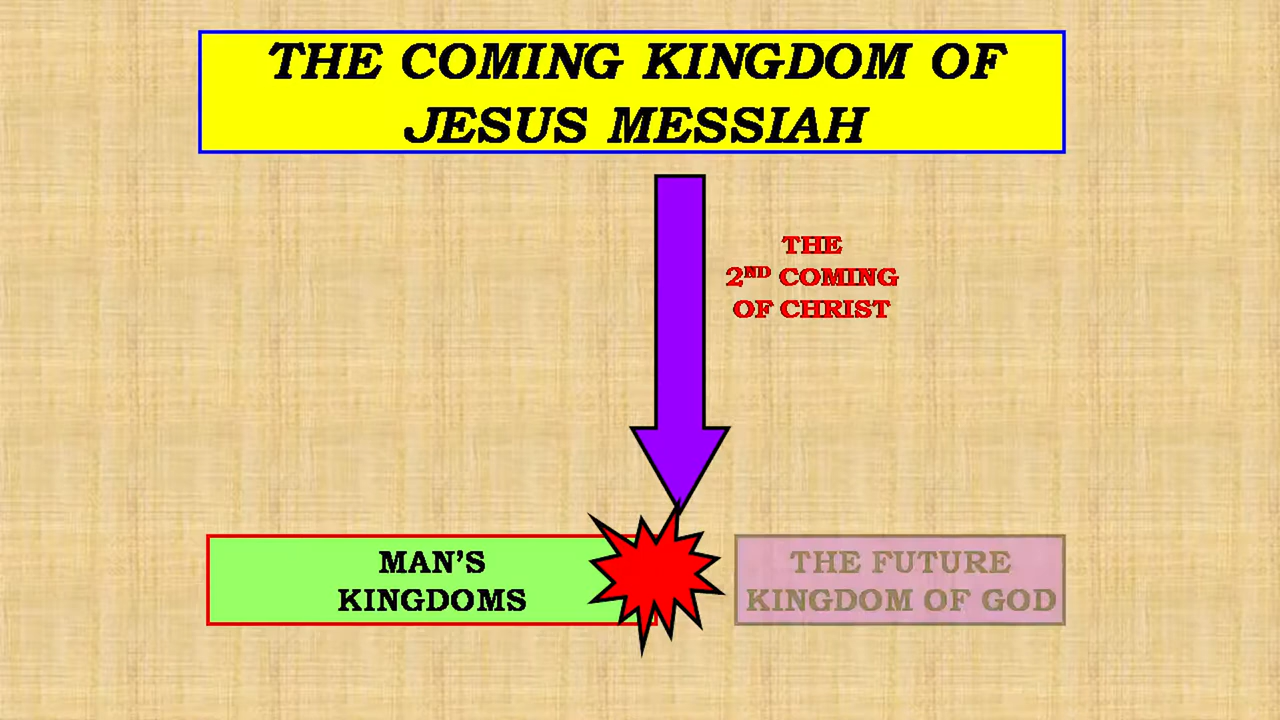 THE COMING KINGDOM OF
JESUS MESSIAH
THE
2ND COMING
OF CHRIST
MAN'S
KINGDOMS
THE FUTURE
KINGDOM OF GOD